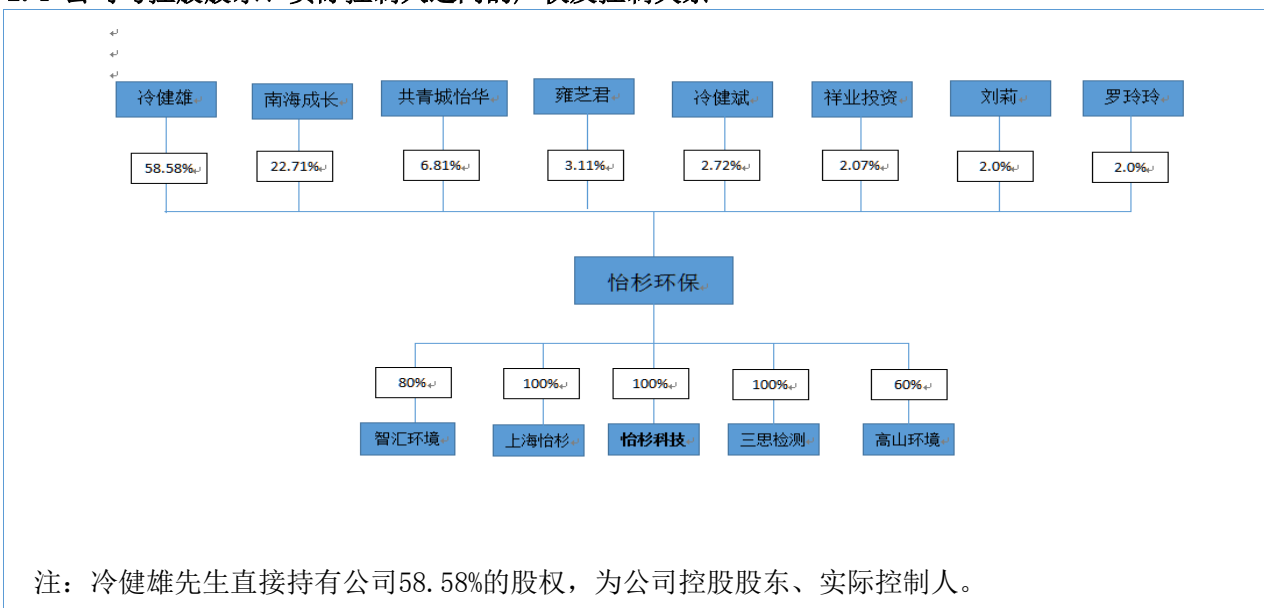 冷健雄 南海成长 共青城怡华 雍芝君 冷健斌 祥业投资 刘莉 罗玲玲
58.58% 22.71% 6.81% 3.11% 2.72% 2.07% 2.0% 2.0%
怡杉环保
80% 100% 100% 100% 60%
智汇环境 上海怡杉 怡杉科技 三思检测 高山环境
注：冷健雄先生直接持有公司58.58%的股权，为公司控股股东、实际控制人。